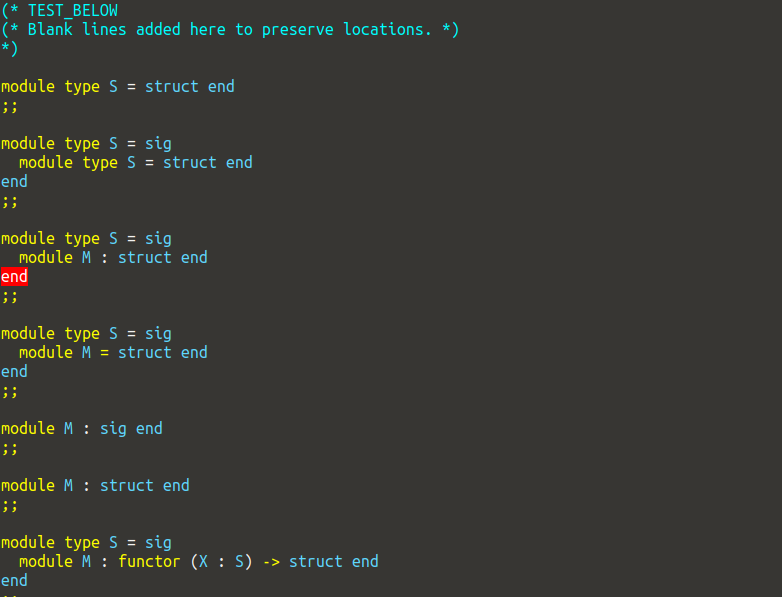 (* TEST_BELOW
(* Blank lines added here to preserve locations. *)
*)
module type S = struct end
;;
module type S = sig
  module type S = struct end
end
;;
module type S = sig
  module M : struct end
end
;;
module type S = sig
  module M = struct end
end
;;
module M : sig end
;;
module M : struct end
;;
module type S = sig
  module M : functor (X : S) -> struct end
end
;;